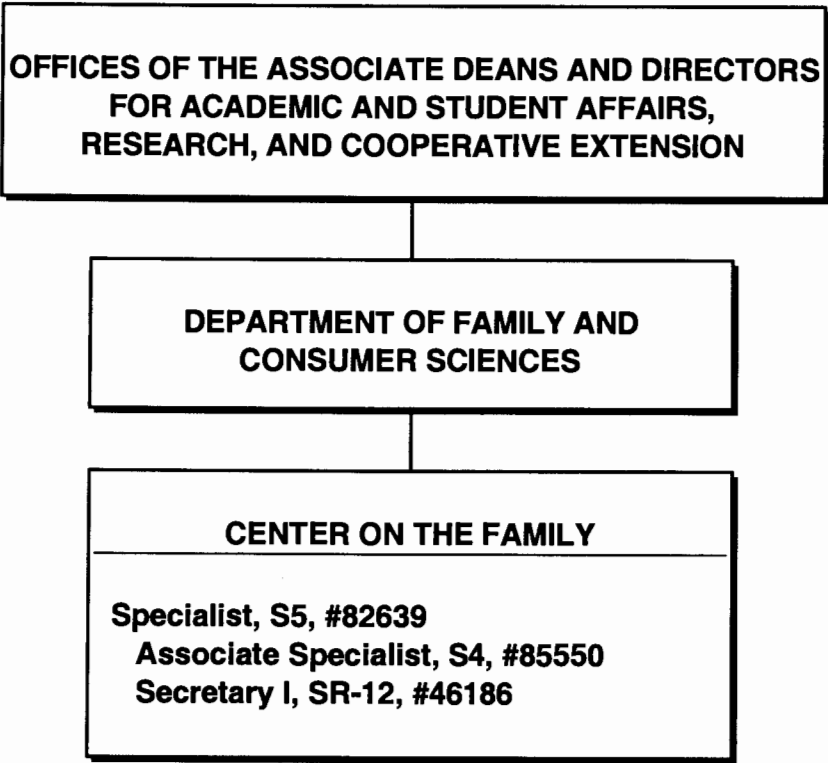 OFFICES OF THE ASSOCIATE DEANS AND DIRECTORS
FOR ACADEMIC AND STUDENT AFFAIRS,
RESEARCH, AND COOPERATIVE EXTENSION
DEPARTMENT OF FAMILY AND
CONSUMER SCIENCES
CENTER ON THE FAMILY
Specialist, S5, #82639
Associate Specialist, S4, #85550
Secretary I, SR-12, #46186